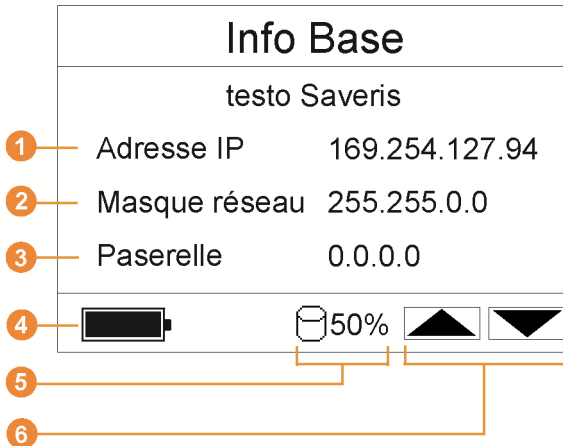 Info Base
testo Saveris
1 Adresse IP 169.254.127.94
2 Masque réseau 255.255.0.0
3 Paserelle 0.0.0.0
4 50%
5
6